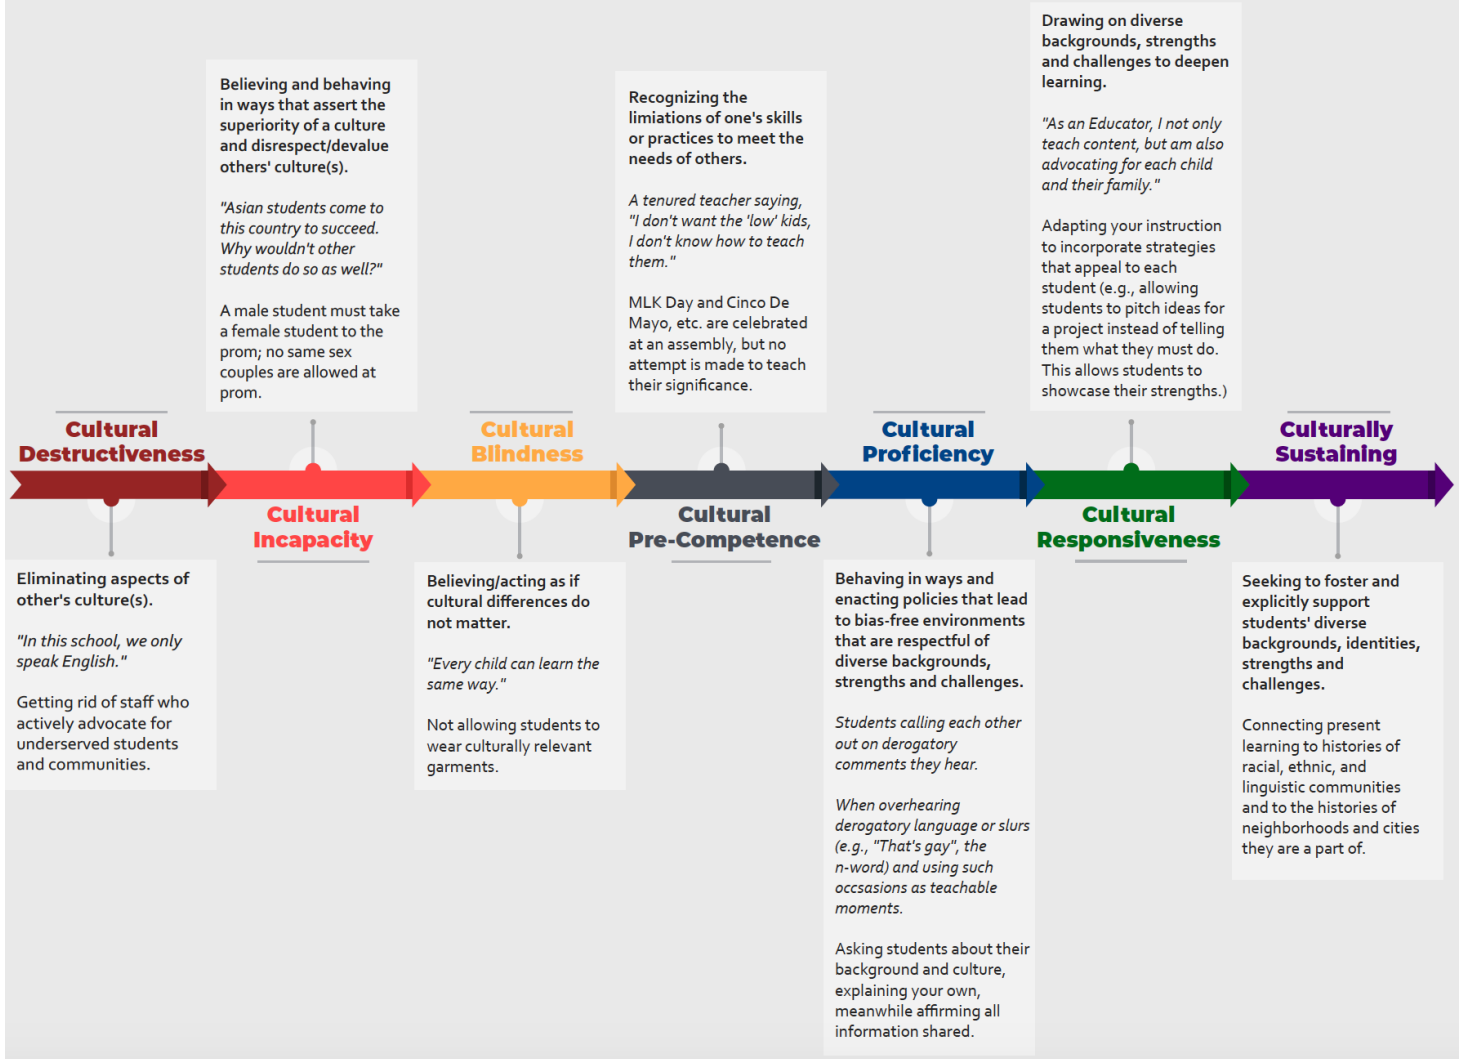 Cultural
Destructiveness
Eliminating aspects of
other's culture(s).
"In this school, we only
speak English."
Getting rid of staff who
actively advocate for
underserved students
and communities.
Believing and behaving
in ways that assert the
superiority of a culture
and disrespect/devalue
others' culture(s).
"Asian students come to
this country to succeed.
Why wouldn't other
students do so as well?"
A male student must take
a female student to the
prom; no same sex
couples are allowed at
prom.
Cultural
Incapacity
Cultural
Blindness
Believing/acting as if
cultural differences do
not matter.
"Every child can learn the
same way."
Not allowing students to
wear culturally relevant
garments.
Recognizing the
limiations of one's skills
or practices to meet the
needs of others.
A tenured teacher saying,
"I don't want the 'low' kids,
I don't know how to teach
them."
MLK Day and Cinco De
Mayo, etc. are celebrated
at an assembly, but no
attempt is made to teach
their significance.
Cultural
Pre-Competence
Cultural
Proficiency
Behaving in ways and
enacting policies that lead
to bias-free environments
that are respectful of
diverse backgrounds,
strengths and challenges.
Students calling each other
out on derogatory
comments they hear.
When overhearing
derogatory language or slurs
(e.g., "That's gay", the
n-word) and using such
occsasions as teachable
moments.
Asking students about their
background and culture,
explaining your own,
meanwhile affirming all
information shared.
Drawing on diverse
backgrounds, strengths
and challenges to deepen
learning.
"As an Educator, I not only
teach content, but am also
advocating for each child
and their family."
Adapting your instruction
to incorporate strategies
that appeal to each
student (e.g., allowing
students to pitch ideas for
a project instead of telling
them what they must do.
This allows students to
showcase their strengths.)
Cultural
Responsiveness
Culturally
Sustaining
Seeking to foster and
explicitly support
students' diverse
backgrounds, identities,
strengths and
challenges.
Connecting present
learning to histories of
racial, ethnic, and
linguistic communities
and to the histories of
neighborhoods and cities
they are a part of.